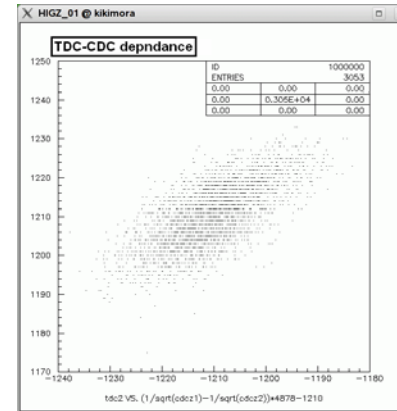 HIGZ_01 @ kikimora
TDC-CDC depndance
ID 1000000
ENTRIES 3053
0.00 0.00 0.00
0.00 0.305E+04 0.00
0.00 0.00 0.00
1250
1240
1230
1220
1210
1200
1190
1180
1170
-1240 -1230 -1220 -1210 -1200 -1190 -1180
tdc2 VS. (1/sqrt(cdcz1)-1/sqrt(cdcz2))*4878-1210